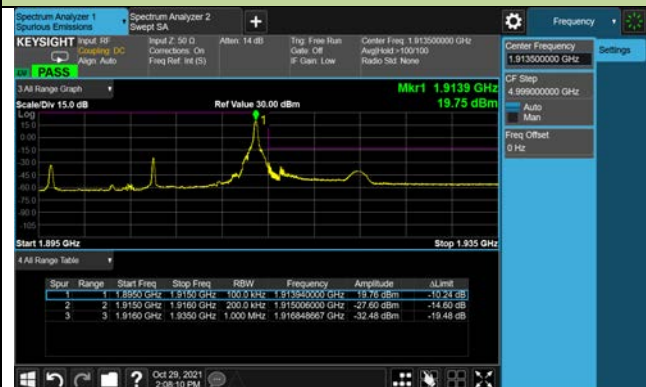 Spectrum Analyzer 1
Spurious Emissions
Spectrum Analyzer 2
Swept SA
+
Frequency
KEYSIGHT
Input: RF
Coupling: DC
Align: Auto
Input Z: 50 Ω
Corrections: On
Freq Ref: Int (S)
Atten: 14 dB
Trig: Free Run
Gate: Off
IF Gain: Low
Center Freq: 1.913500000 GHz
Avg|Hold:>100/100
Radio Std: None
PASS
3 All Range Graph
Mkr1 1.9139 GHz
19.75 dBm
Scale/Div 15.0 dB
Ref Value 30.00 dBm
Log
15.0
0.00
-15.0
-30.0
-45.0
-60.0
-75.0
-90.0
-105
1
Start 1.895 GHz
Stop 1.935 GHz
4 All Range Table
Spur Range Start Freq Stop Freq RBW Frequency Amplitude ΔLimit
1 1 1.8950 GHz 1.9150 GHz 100.0 kHz 1.913940000 GHz 19.76 dBm -10.24 dB
2 2 1.9150 GHz 1.9160 GHz 200.0 kHz 1.915006000 GHz -27.60 dBm -14.60 dB
3 3 1.9160 GHz 1.9350 GHz 1.000 MHz 1.916848667 GHz -32.48 dBm -19.48 dB
Oct 29, 2021
2:08:10 PM
Center Frequency
1.913500000 GHz
Settings
CF Step
4.999000000 GHz
Auto
Man
Freq Offset
0 Hz